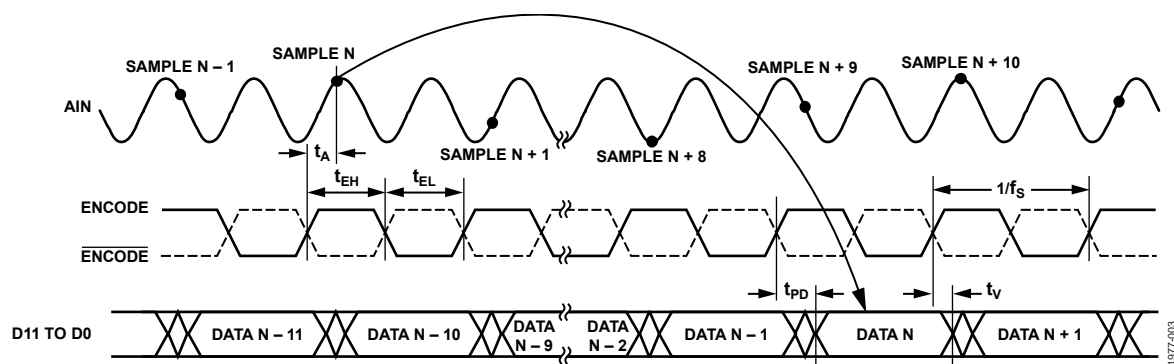 SAMPLE N – 1
SAMPLE N
SAMPLE N + 9
SAMPLE N + 10
AIN
SAMPLE N + 1
SAMPLE N + 8
tA
tEH
tEL
1/fS
ENCODE
ENCODE
tPD
tV
D11 TO D0
DATA N – 11
DATA N – 10
DATA
N – 9
DATA
N – 2
DATA N – 1
DATA N
DATA N + 1